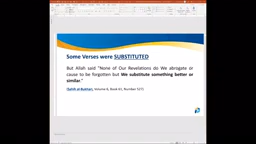 Some Verses were SUBSTITUTED
But Allah said "None of Our Revelations do We abrogate or
cause to be forgotten but We substitute something better or
similar."
(Sahih al-Bukhari, Volume 6, Book 61, Number 527)